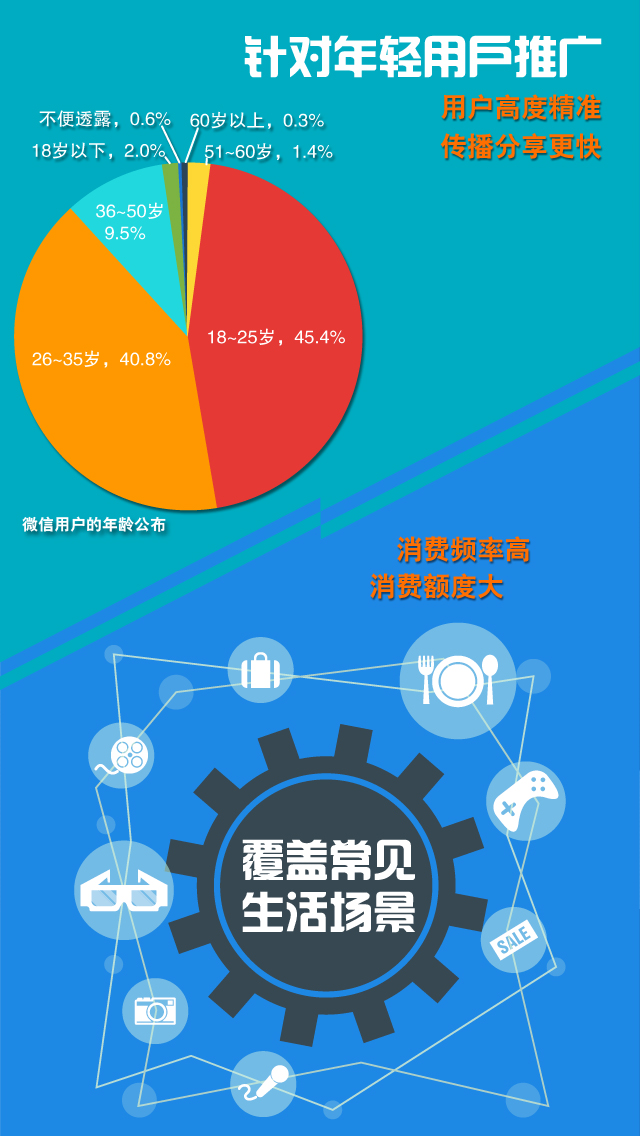 针对年轻用戶推广
用户高度精准
传播分享更快
不便透露，0.6%
60岁以上，0.3%
18岁以下，2.0%
51~60岁，1.4%
36~50岁
9.5%
18~25岁，45.4%
26~35岁，40.8%
微信用户的年龄公布
消费频率高
消费额度大
覆盖常见
生活场景
SALE